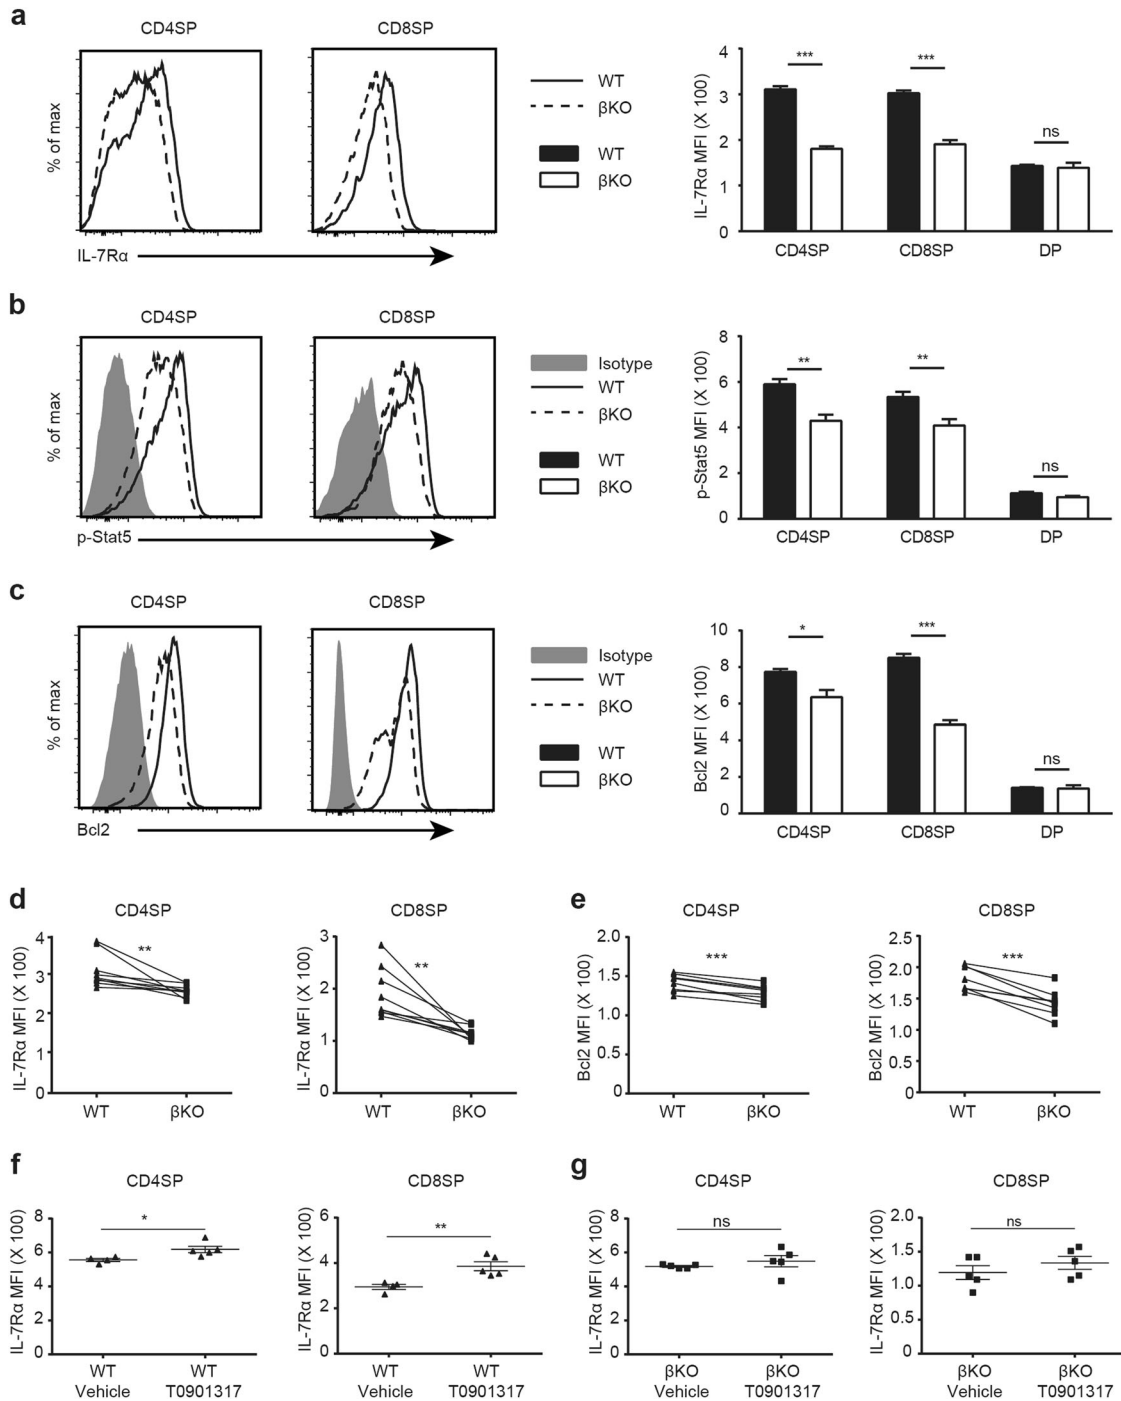 a
CD4SP
CD8SP
% of max
IL-7Rα
WT
βKO
WT
βKO
IL-7Rα MFI (X 100)
4
3
2
1
0
***
***
ns
CD4SP
CD8SP
DP
b
CD4SP
CD8SP
% of max
p-Stat5
Isotype
WT
βKO
WT
βKO
p-Stat5 MFI (X 100)
8
6
4
2
0
**
**
ns
CD4SP
CD8SP
DP
c
CD4SP
CD8SP
% of max
Bcl2
Isotype
WT
βKO
WT
βKO
Bcl2 MFI (X 100)
10
8
6
4
2
0
*
***
ns
CD4SP
CD8SP
DP
d
CD4SP
IL-7Rα MFI (X 100)
4
3
2
1
0
**
WT
βKO
CD8SP
IL-7Rα MFI (X 100)
3
2
1
0
**
WT
βKO
e
CD4SP
Bcl2 MFI (X 100)
2.0
1.5
1.0
0.5
0
***
WT
βKO
CD8SP
Bcl2 MFI (X 100)
2.5
2.0
1.5
1.0
0.5
0
***
WT
βKO
f
CD4SP
IL-7Rα MFI (X 100)
8
6
4
2
0
*
WT
Vehicle
WT
T0901317
CD8SP
IL-7Rα MFI (X 100)
6
4
2
0
**
WT
Vehicle
WT
T0901317
g
CD4SP
IL-7Rα MFI (X 100)
8
6
4
2
0
ns
βKO
Vehicle
βKO
T0901317
CD8SP
IL-7Rα MFI (X 100)
2.0
1.5
1.0
0.5
0
ns
βKO
Vehicle
βKO
T0901317